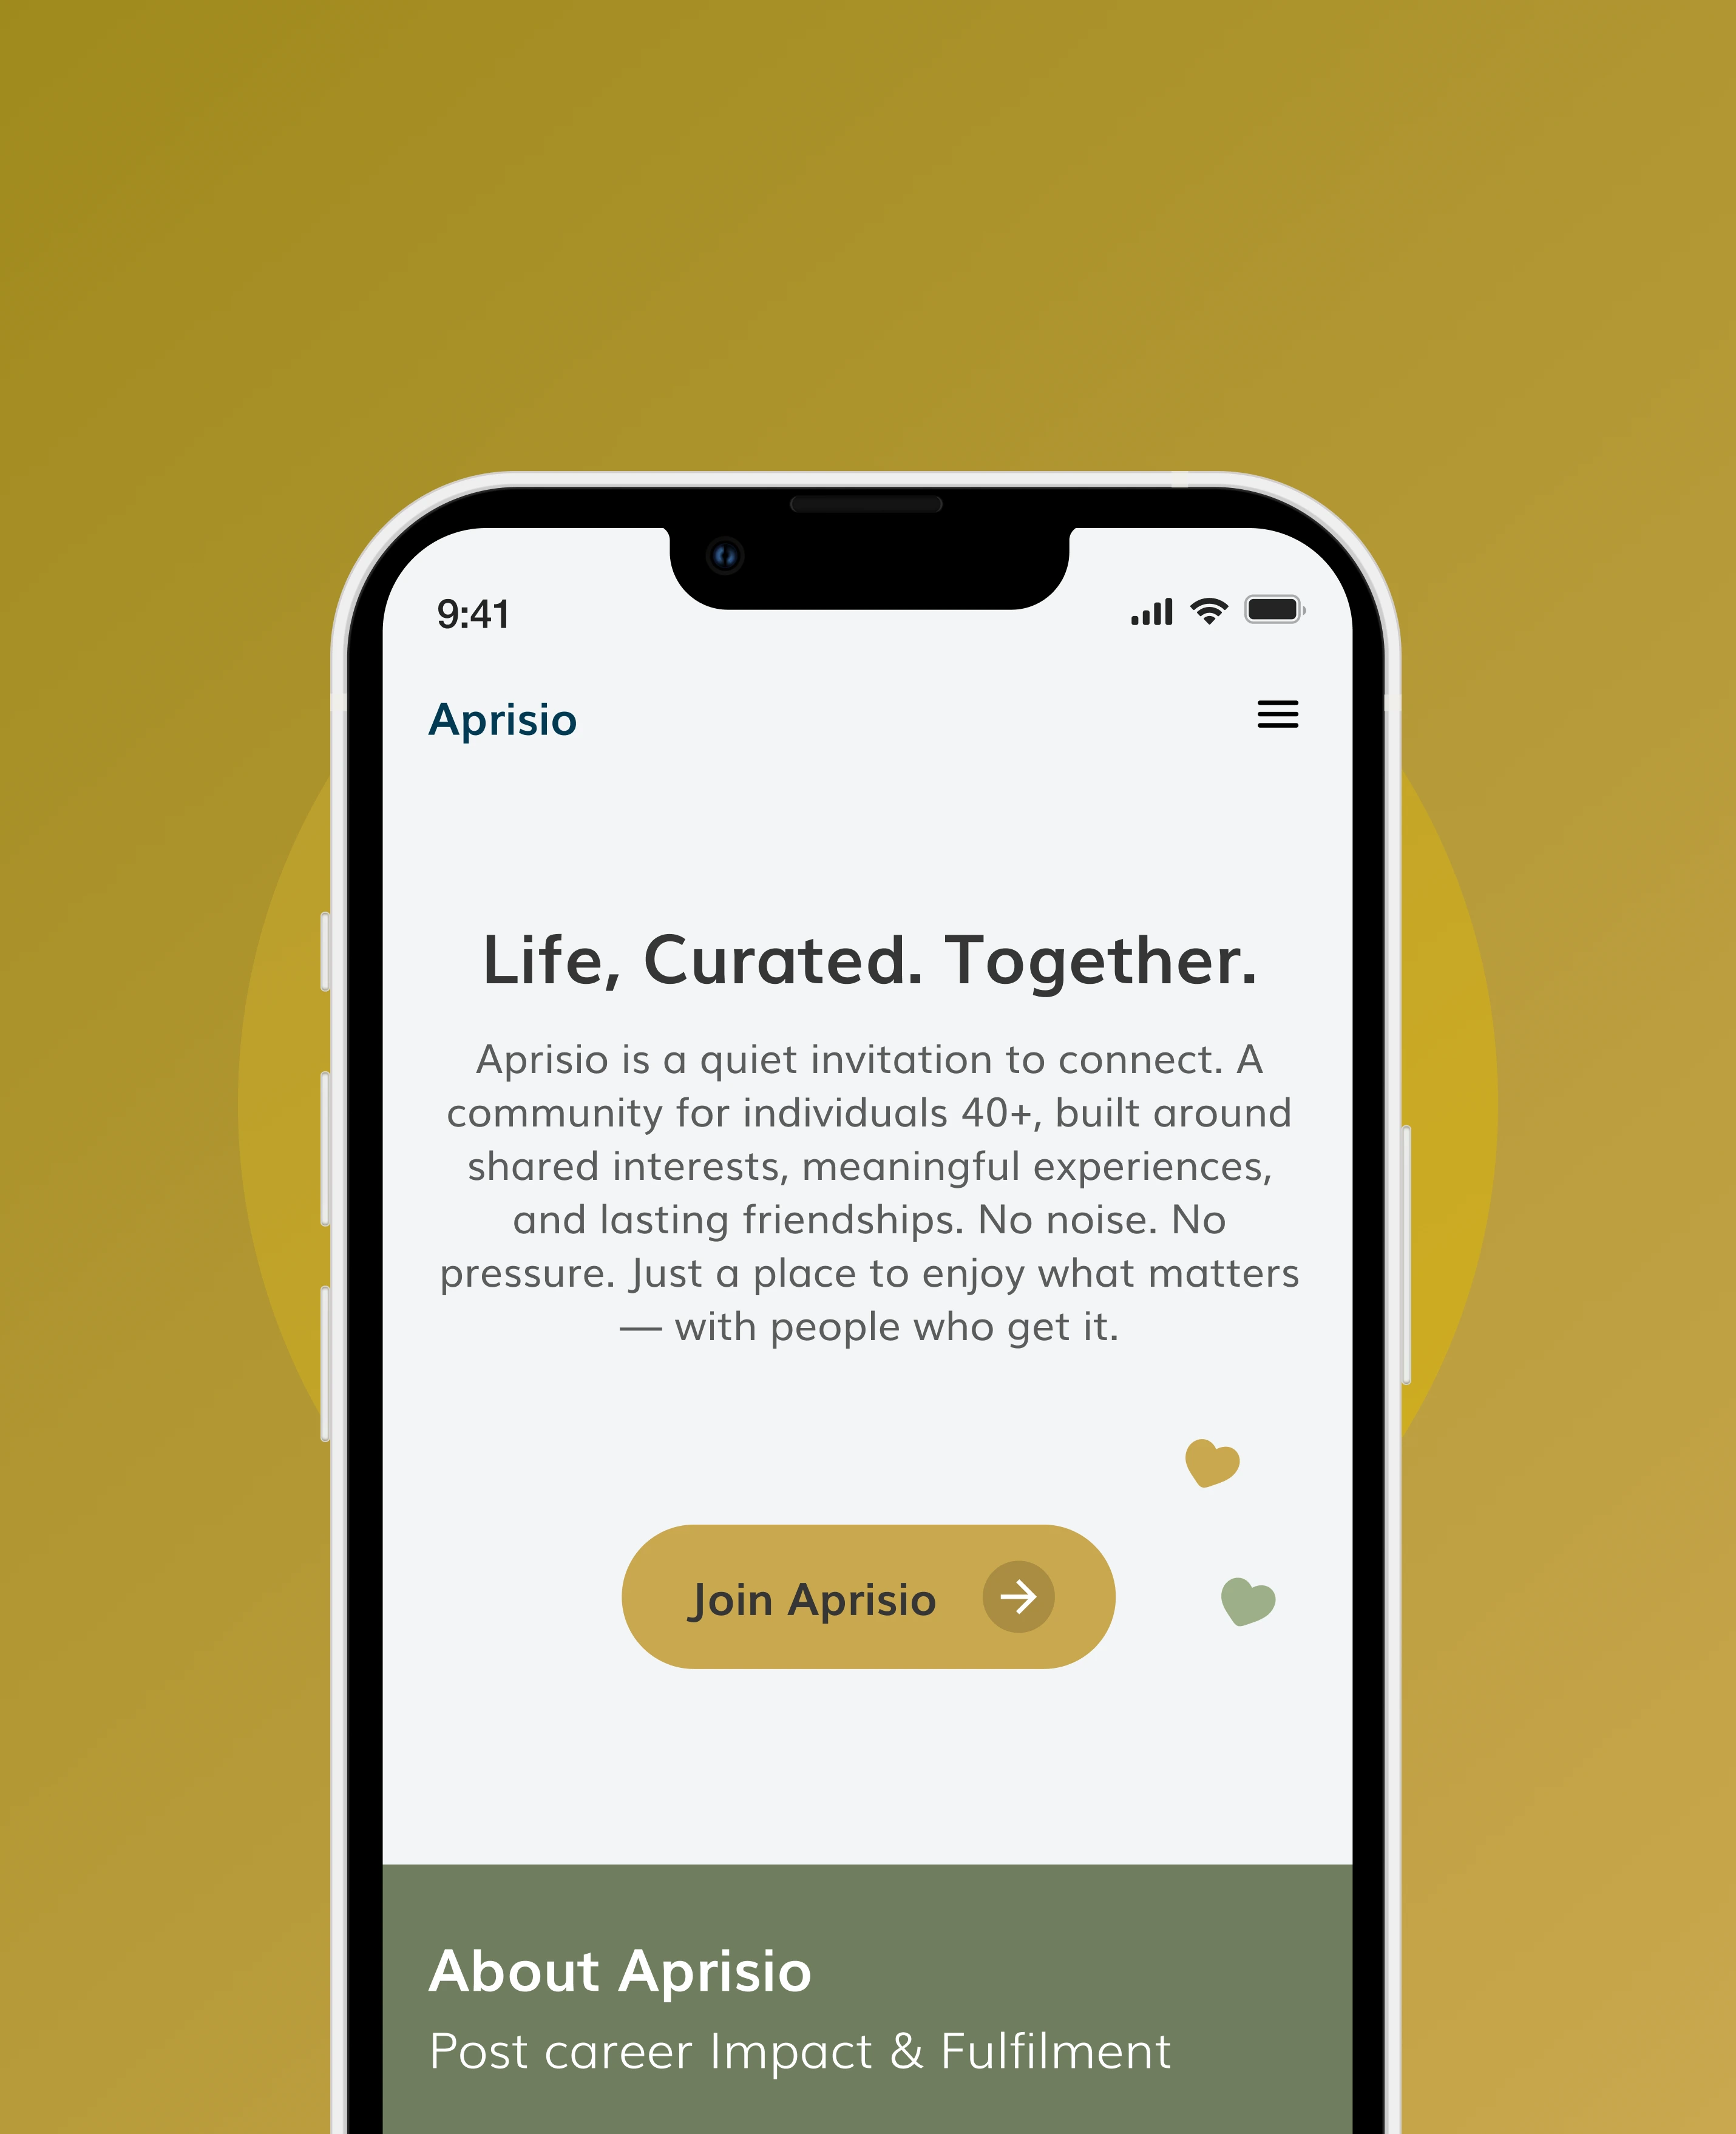 9:41
Aprisio
Life, Curated. Together.
Aprisio is a quiet invitation to connect. A
community for individuals 40+, built around
shared interests, meaningful experiences,
and lasting friendships. No noise. No
pressure. Just a place to enjoy what matters
— with people who get it.
Join Aprisio
About Aprisio
Post career Impact & Fulfilment